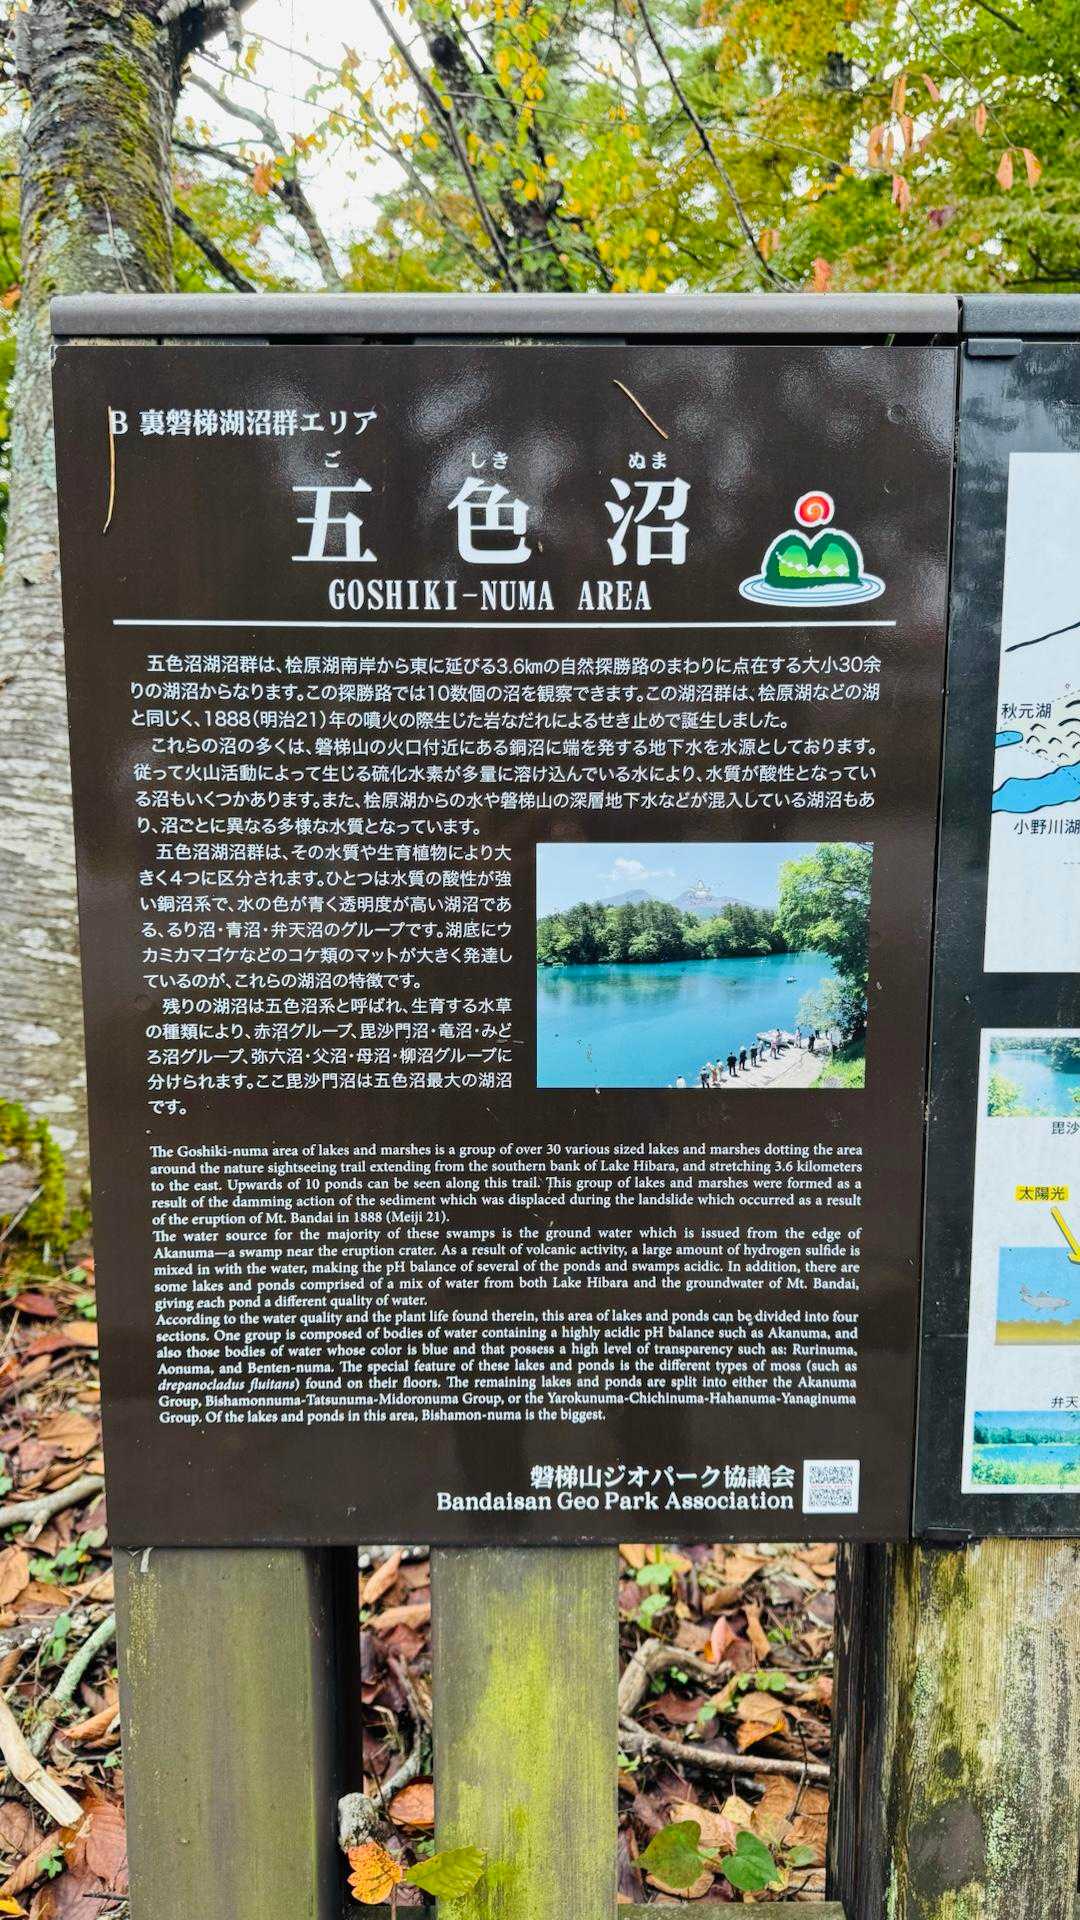 B 裏磐梯湖沼群エリア
ご しき ぬま
五色沼
GOSHIKI-NUMA AREA
五色沼湖沼群は、桧原湖南岸から東に延びる3.6kmの自然探勝路のまわりに点在する大小30余
りの湖沼からなります。この探勝路では10数個の沼を観察できます。この湖沼群は、桧原湖などの湖
と同じく、1888(明治21)年の噴火の際生じた岩なだれによるせき止めで誕生しました。
これらの沼の多くは、磐梯山の火口付近にある銅沼に端を発する地下水を水源としております。
従って火山活動によって生じる硫化水素が多量に溶け込んでいる水により、水質が酸性となってい
る沼もいくつかあります。また、桧原湖からの水や磐梯山の深層地下水などが混入している湖沼もあ
り、沼ごとに異なる多様な水質となっています。
五色沼湖沼群は、その水質や生育植物により大
きく4つに区分されます。ひとつは水質の酸性が強
い銅沼系で、水の色が青く透明度が高い湖沼であ
る、るり沼・青沼・弁天沼のグループです。湖底にウ
カミカマゴケなどのコケ類のマットが大きく発達し
ているのが、これらの湖沼の特徴です。
残りの湖沼は五色沼系と呼ばれ、生育する水草
の種類により、赤沼グループ、毘沙門沼・竜沼・みど
ろ沼グループ、弥六沼・父沼・母沼・柳沼グループに
分けられます。ここ毘沙門沼は五色沼最大の湖沼
です。
The Goshiki-numa area of lakes and marshes is a group of over 30 various sized lakes and marshes dotting the area
around the nature sightseeing trail extending from the southern bank of Lake Hibara, and stretching 3.6 kilometers
to the east. Upwards of 10 ponds can be seen along this trail. This group of lakes and marshes were formed as a
result of the damming action of the sediment which was displaced during the landslide which occurred as a result
of the eruption of Mt. Bandai in 1888 (Meiji 21).
The water source for the majority of these swamps is the ground water which is issued from the edge of
Akanuma—a swamp near the eruption crater. As a result of volcanic activity, a large amount of hydrogen sulfide is
mixed in with the water, making the pH balance of several of the ponds and swamps acidic. In addition, there are
some lakes and ponds comprised of a mix of water from both Lake Hibara and the groundwater of Mt. Bandai,
giving each pond a different quality of water.
According to the water quality and the plant life found therein, this area of lakes and ponds can be divided into four
sections. One group is composed of bodies of water containing a highly acidic pH balance such as Akanuma, and
also those bodies of water whose color is blue and that possess a high level of transparency such as: Rurinuma,
Aonuma, and Benten-numa. The special feature of these lakes and ponds is the different types of moss (such as
drepanocladus fluitans) found on their floors. The remaining lakes and ponds are split into either the Akanuma
Group, Bishamonnuma-Tatsunuma-Midoronuma Group, or the Yarokunuma-Chichinuma-Hahanuma-Yanaginuma
Group. Of the lakes and ponds in this area, Bishamon-numa is the biggest.
磐梯山ジオパーク協議会
Bandaisan Geo Park Association
秋元湖
小野川湖
毘沙
太陽光
弁天